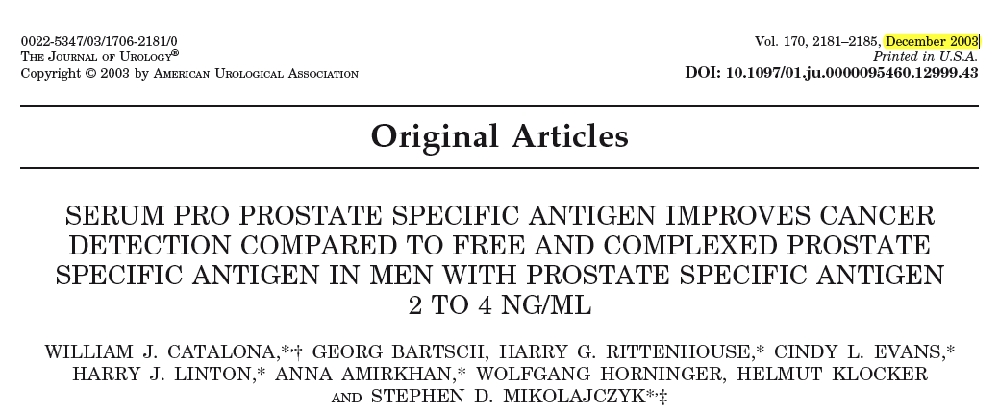 0022-5347/03/1706-2181/0
THE JOURNAL OF UROLOGY®
Copyright © 2003 by AMERICAN UROLOGICAL ASSOCIATION
Vol. 170, 2181–2185, December 2003
Printed in U.S.A.
DOI: 10.1097/01.ju.0000095460.12999.43
Original Articles
SERUM PRO PROSTATE SPECIFIC ANTIGEN IMPROVES CANCER
DETECTION COMPARED TO FREE AND COMPLEXED PROSTATE
SPECIFIC ANTIGEN IN MEN WITH PROSTATE SPECIFIC ANTIGEN
2 TO 4 NG/ML
WILLIAM J. CATALONA,*,† GEORG BARTSCH, HARRY G. RITTENHOUSE,* CINDY L. EVANS,*
HARRY J. LINTON,* ANNA AMIRKHAN,* WOLFGANG HORNINGER, HELMUT KLOCKER
AND STEPHEN D. MIKOLAJCZYK*,‡